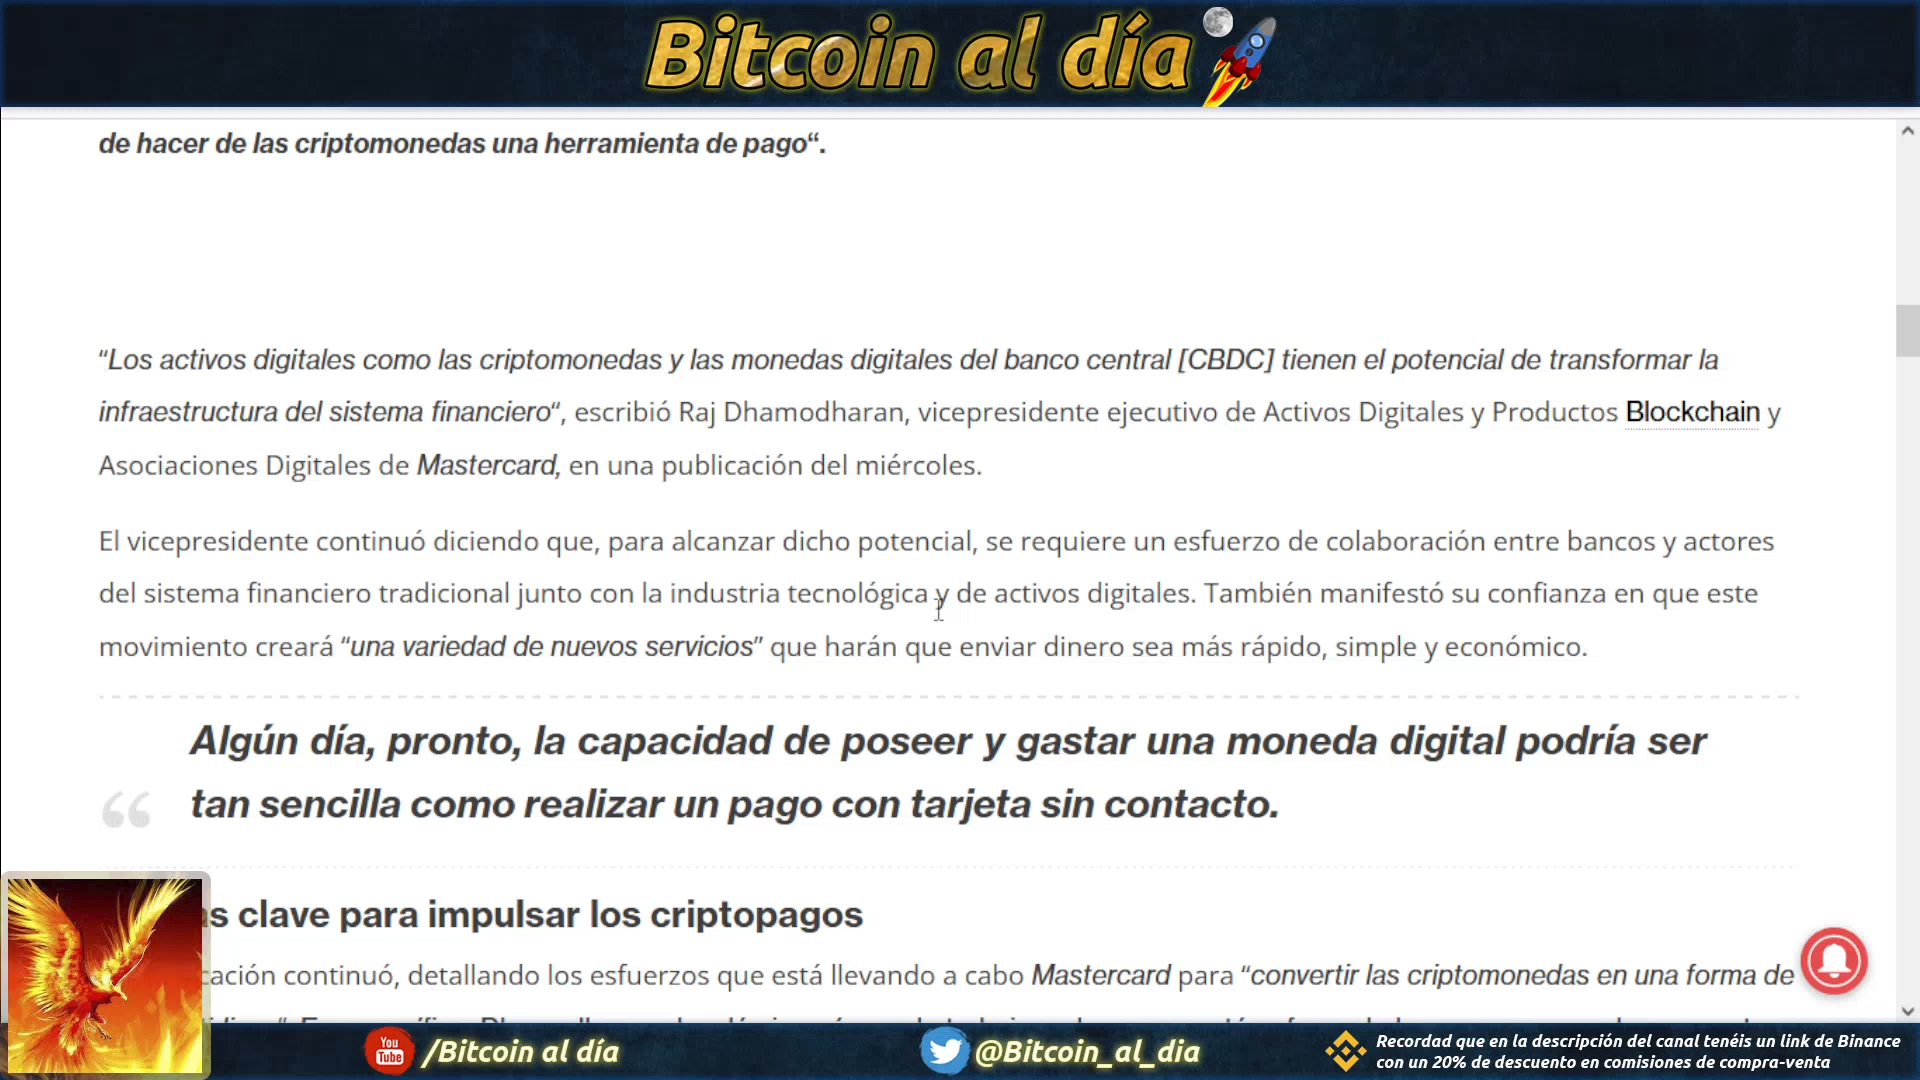 Bitcoin al día
de hacer de las criptomonedas una herramienta de pago“.
“Los activos digitales como las criptomonedas y las monedas digitales del banco central [CBDC] tienen el potencial de transformar la
infraestructura del sistema financiero“, escribió Raj Dhamodharan, vicepresidente ejecutivo de Activos Digitales y Productos Blockchain y
Asociaciones Digitales de Mastercard, en una publicación del miércoles.
El vicepresidente continuó diciendo que, para alcanzar dicho potencial, se requiere un esfuerzo de colaboración entre bancos y actores
del sistema financiero tradicional junto con la industria tecnológica y de activos digitales. También manifestó su confianza en que este
movimiento creará “una variedad de nuevos servicios” que harán que enviar dinero sea más rápido, simple y económico.
Algún día, pronto, la capacidad de poseer y gastar una moneda digital podría ser
“ tan sencilla como realizar un pago con tarjeta sin contacto.
clave para impulsar los criptopagos
continuó, detallando los esfuerzos que está llevando a cabo Mastercard para “convertir las criptomonedas en una forma de
You Tube /Bitcoin al día
@Bitcoin_al_dia
Recordad que en la descripción del canal tenéis un link de Binance
con un 20% de descuento en comisiones de compra-venta